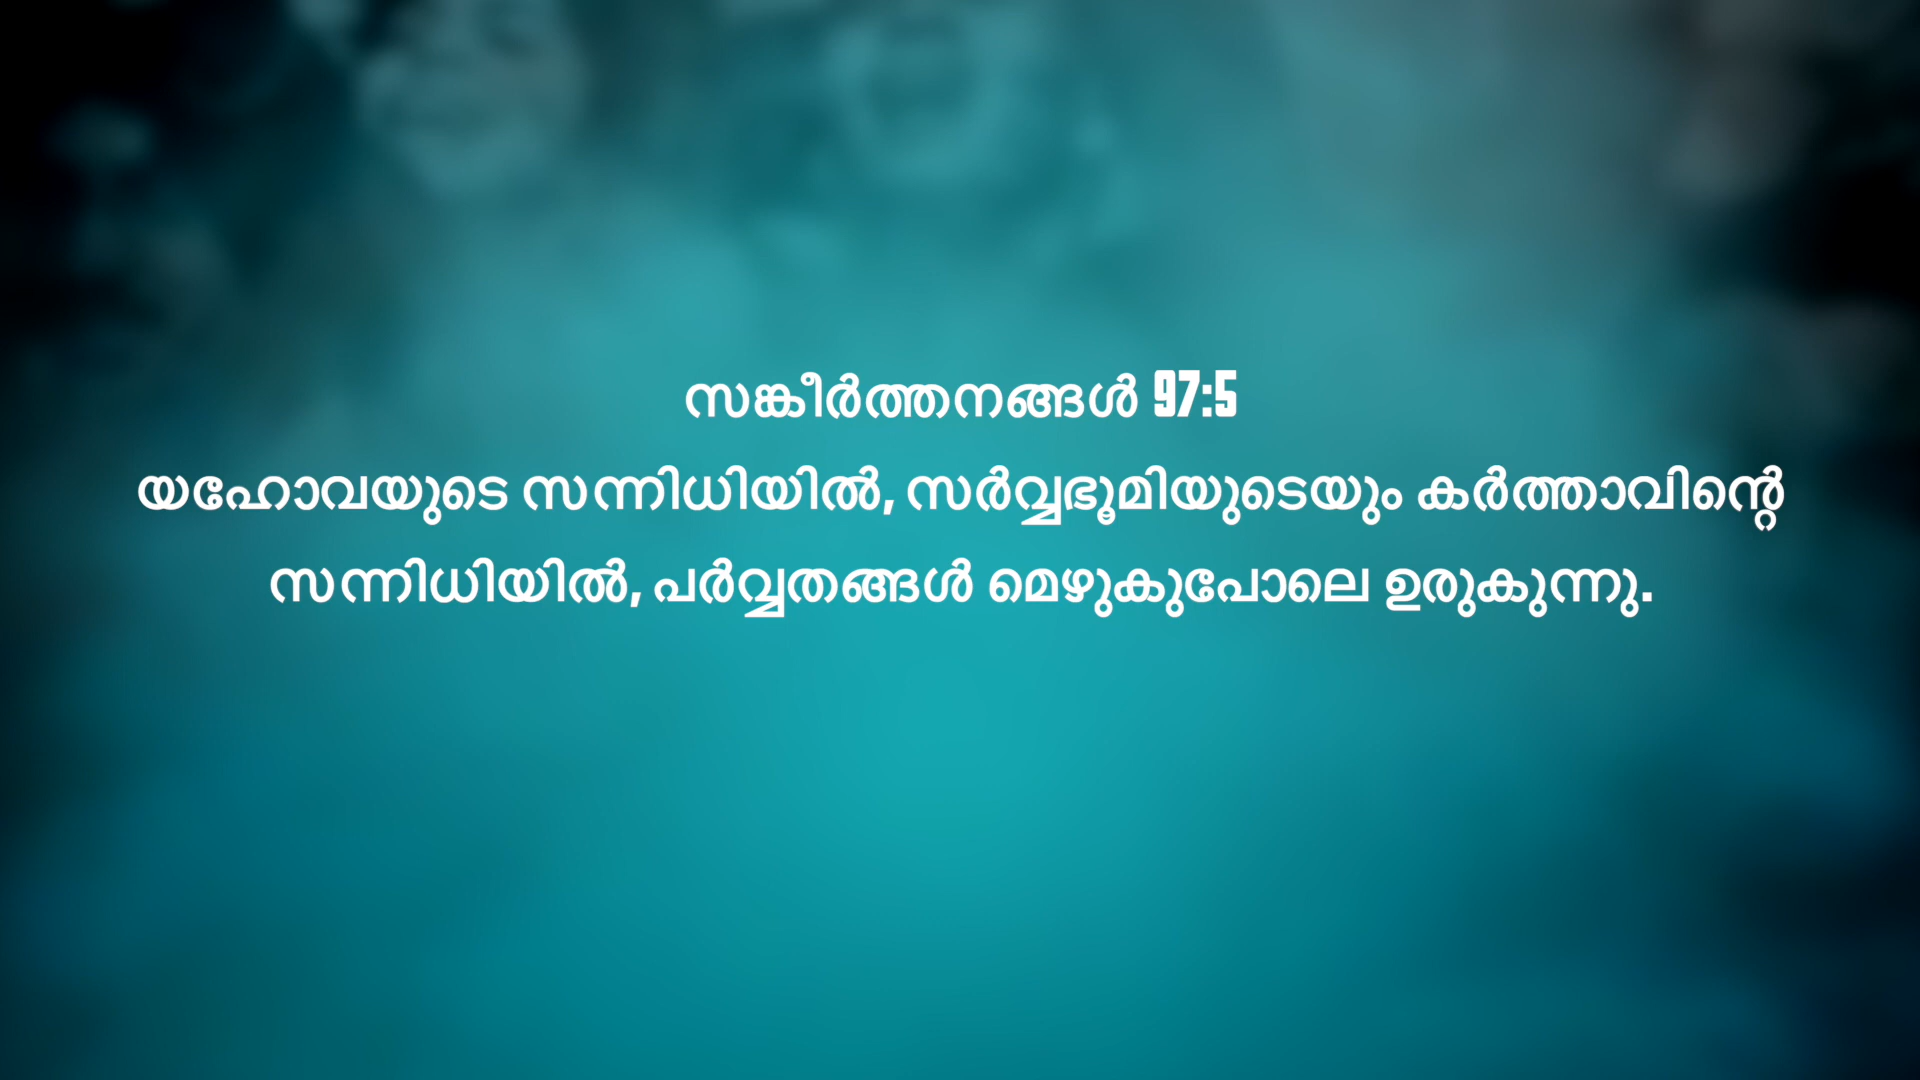 സങ്കീർത്തനങ്ങൾ 97:5
യഹോവയുടെ സന്നിധിയിൽ, സർവ്വഭൂമിയുടെയും കർത്താവിന്റെ
സന്നിധിയിൽ, പർവ്വതങ്ങൾ മെഴുകുപോലെ ഉരുകുന്നു.